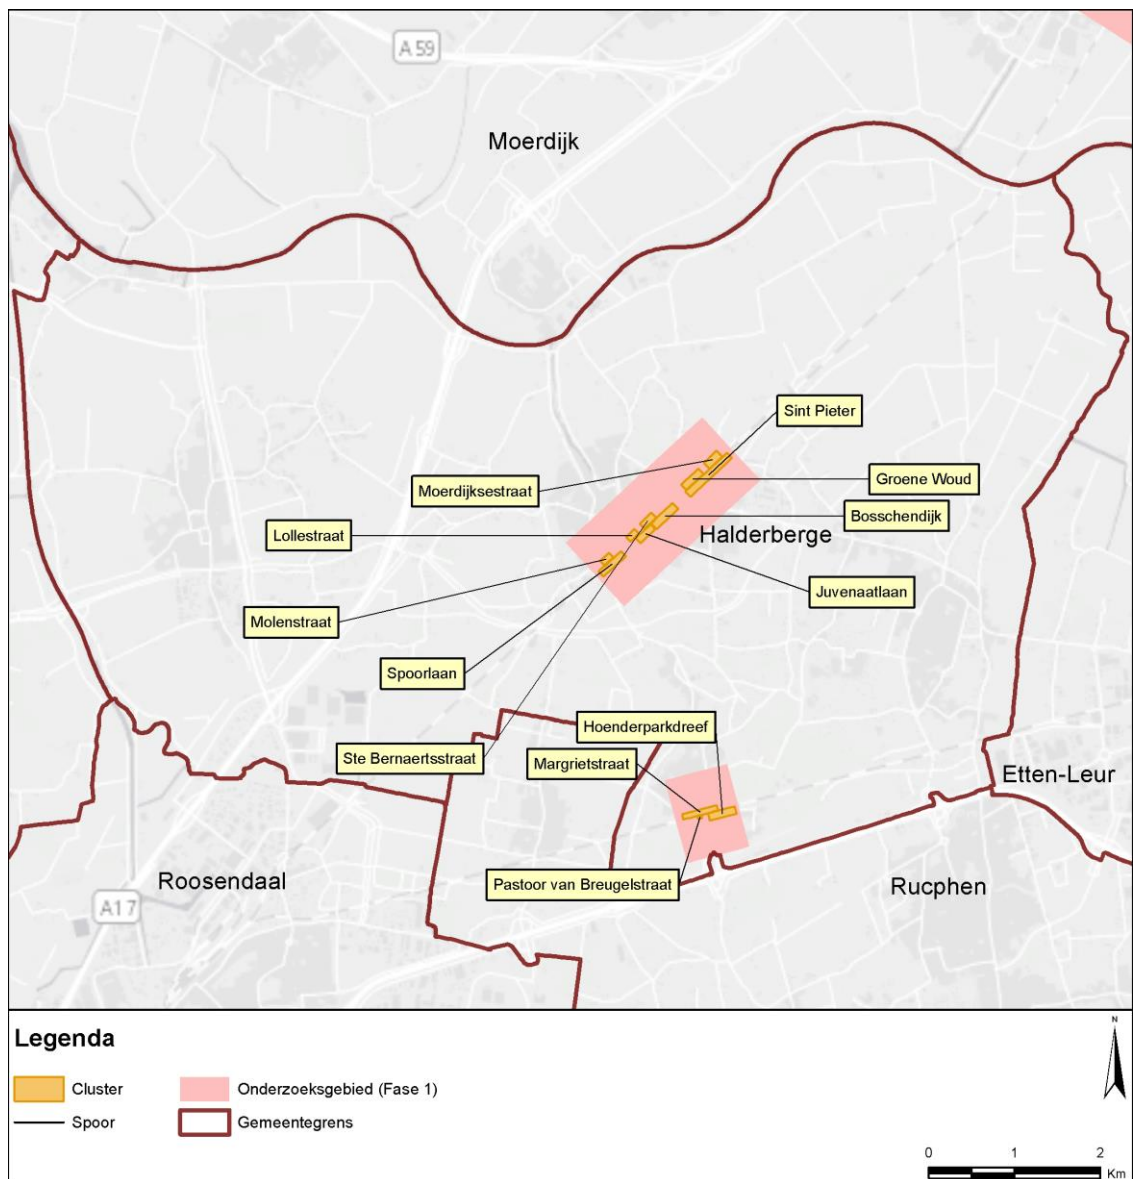 A 59
Moerdijk
Sint Pieter
Moerdijksestraat
Groene Woud
Bosschendijk
Lollestraat
Halderberge
Juvenaatlaan
Molenstraat
Spoorlaan
Hoenderparkdreef
Ste Bernaertsstraat
Margrietstraat
Etten-Leur
Roosendaal
Pastoor van Breugelstraat
Rucphen
A17
Legenda
N
Cluster
Onderzoeksgebied (Fase 1)
Spoor
Gemeentegrens
0 1 2
Km